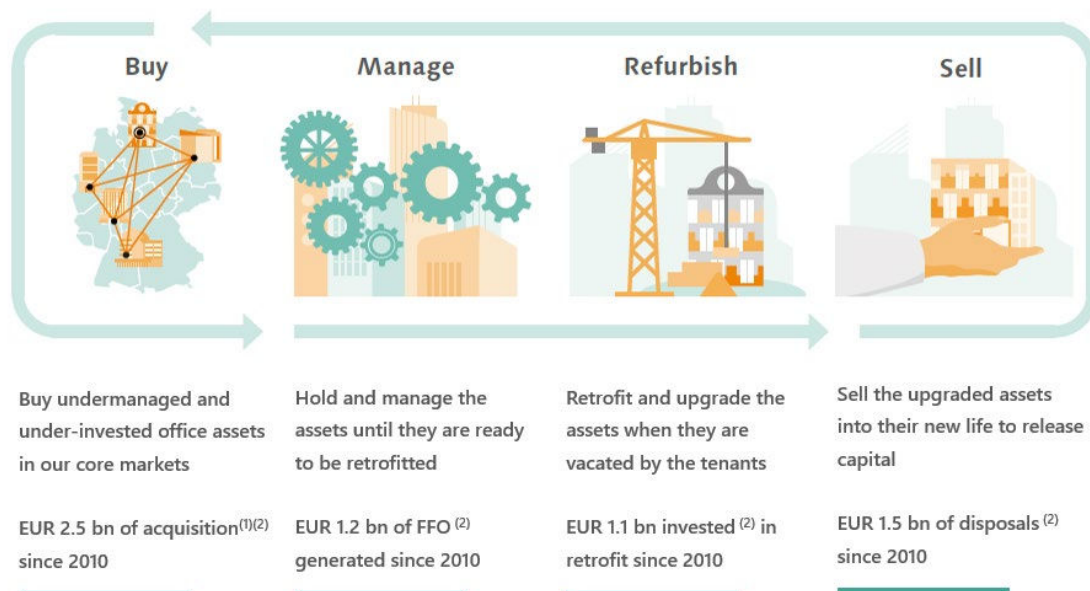 Buy
Manage
Refurbish
Sell
Buy undermanaged and
under-invested office assets
in our core markets
EUR 2.5 bn of acquisition(1)(2)
since 2010
Hold and manage the
assets until they are ready
to be retrofitted
EUR 1.2 bn of FFO (2)
generated since 2010
Retrofit and upgrade the
assets when they are
vacated by the tenants
EUR 1.1 bn invested (2) in
retrofit since 2010
Sell the upgraded assets
into their new life to release
capital
EUR 1.5 bn of disposals (2)
since 2010